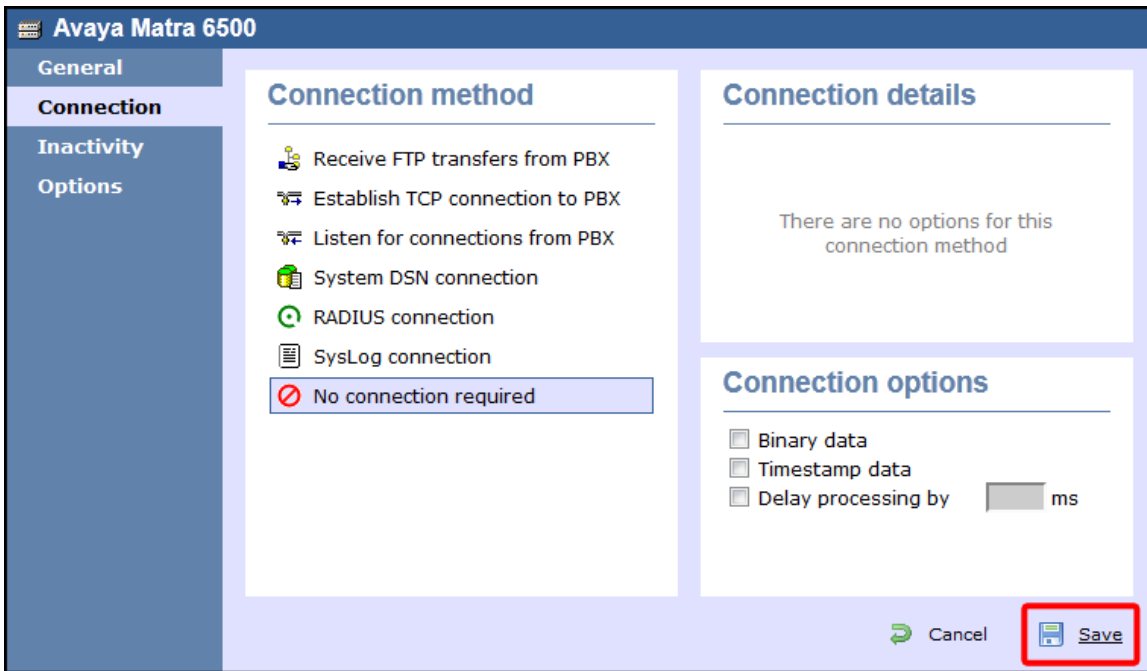 Avaya Matra 6500
General
Connection
Inactivity
Options
Connection method
Receive FTP transfers from PBX
Establish TCP connection to PBX
Listen for connections from PBX
System DSN connection
RADIUS connection
SysLog connection
No connection required
Connection details
There are no options for this
connection method
Connection options
Binary data
Timestamp data
Delay processing by ms
Cancel Save